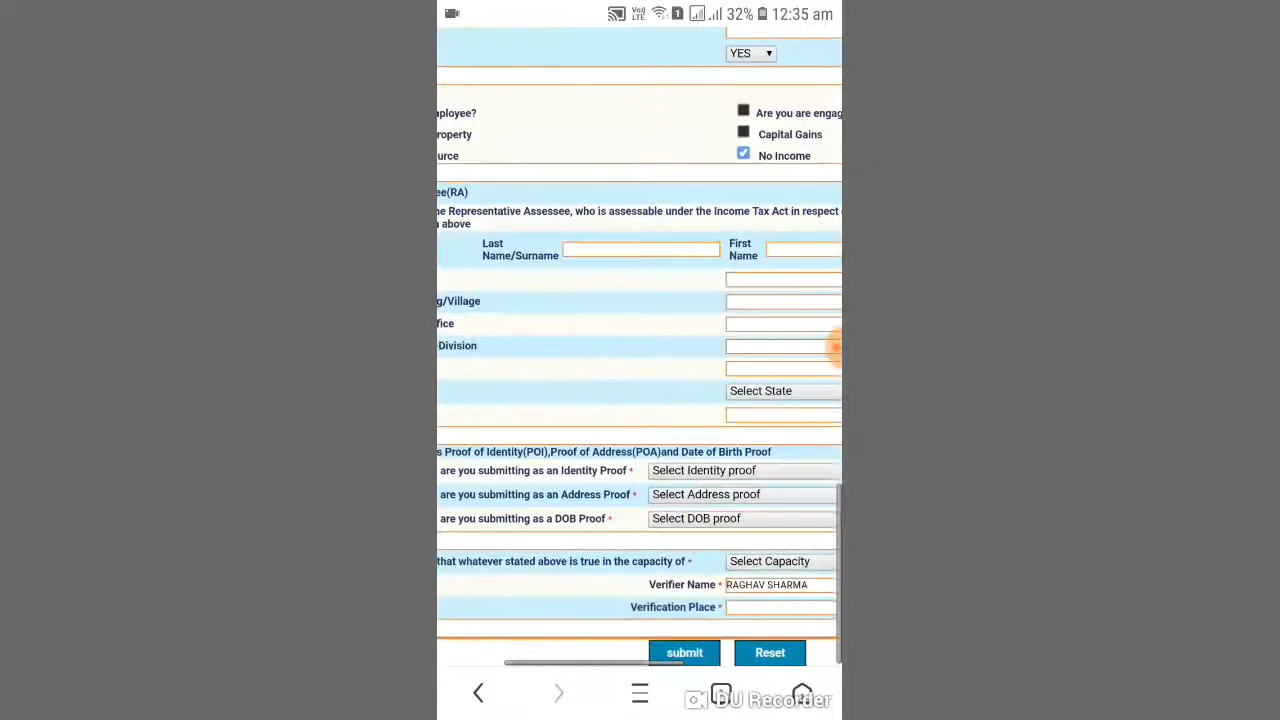 VoLTE 1 32% 12:35 am
YES
ployee? Are you are engag
roperty Capital Gains
urce No Income
ee(RA)
he Representative Assessee, who is assessable under the Income Tax Act in respect
above
Last Name/Surname First Name
g/Village
fice
-Division
Select State
s Proof of Identity(POI),Proof of Address(POA)and Date of Birth Proof
are you submitting as an Identity Proof * Select Identity proof
are you submitting as an Address Proof * Select Address proof
are you submitting as a DOB Proof * Select DOB proof
that whatever stated above is true in the capacity of * Select Capacity
Verifier Name * RAGHAV SHARMA
Verification Place *
submit Reset
DU Recorder